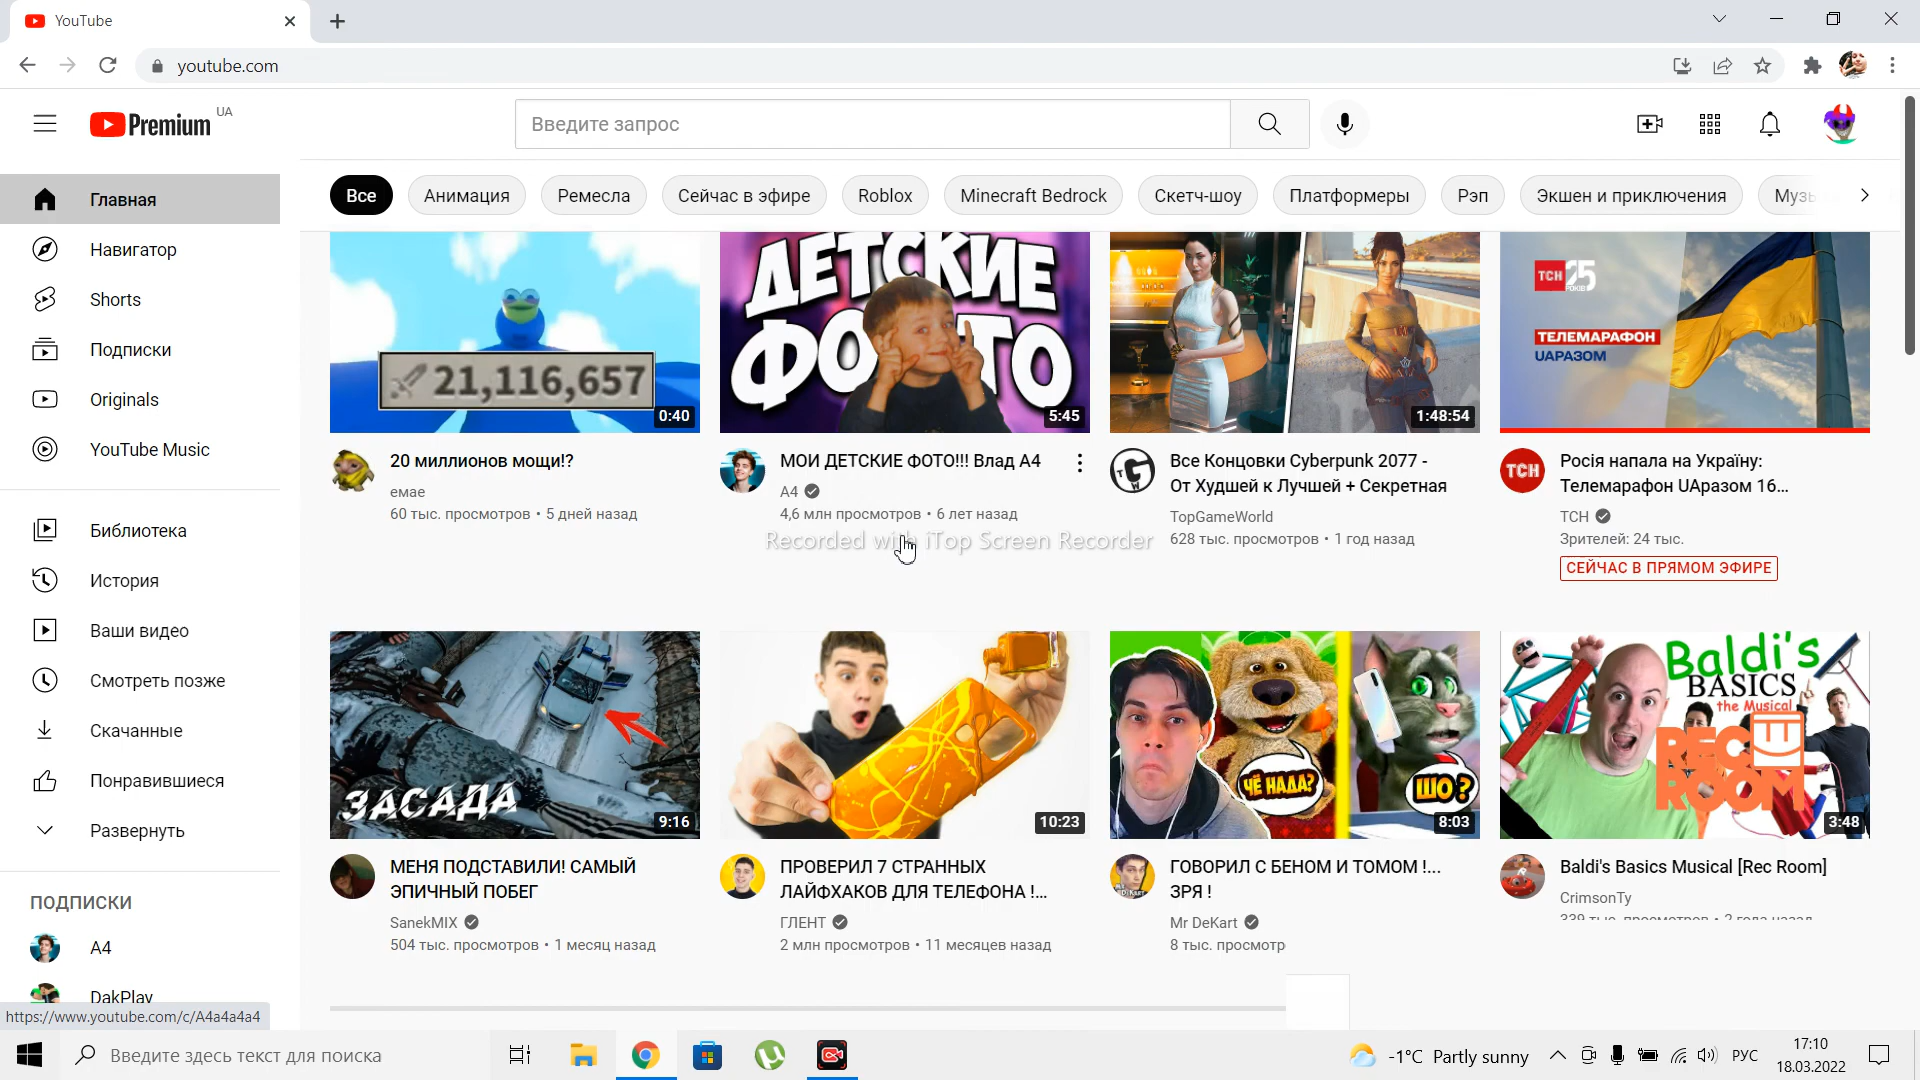 YouTube
youtube.com
Premium
UA
Введите запрос
Главная
Навигатор
Shorts
Подписки
Originals
YouTube Music
Библиотека
История
Ваши видео
Смотреть позже
Скачанные
Понравившиеся
Развернуть
ПОДПИСКИ
A4
DakPlay
https://www.youtube.com/c/A4a4a4a4
Все
Анимация
Ремесла
Сейчас в эфире
Roblox
Minecraft Bedrock
Скетч-шоу
Платформеры
Рэп
Экшен и приключения
21,116,657
0:40
20 миллионов мощи!?
емае
60 тыс. просмотров • 5 дней назад
ДЕТСКИЕ
ФОТО
5:45
МОИ ДЕТСКИЕ ФОТО!!! Влад А4
A4
4,6 млн просмотров • 6 лет назад
1:48:54
TGW
Все Концовки Cyberpunk 2077 -
От Худшей к Лучшей + Секретная
TopGameWorld
628 тыс. просмотров • 1 год назад
ТСН 25
РОКІВ
ТЕЛЕМАРАФОН
UАРАЗОМ
ТСН
Росія напала на Україну:
Телемарафон UАразом 16...
ТСН
Зрителей: 24 тыс.
СЕЙЧАС В ПРЯМОМ ЭФИРЕ
Recorded with iTop Screen Recorder
ЗАСАДА
9:16
МЕНЯ ПОДСТАВИЛИ! САМЫЙ
ЭПИЧНЫЙ ПОБЕГ
SanekMIX
504 тыс. просмотров • 1 месяц назад
10:23
ПРОВЕРИЛ 7 СТРАННЫХ
ЛАЙФХАКОВ ДЛЯ ТЕЛЕФОНА !...
ГЛЕНТ
2 млн просмотров • 11 месяцев назад
ЧЁ НАДА?
ШО?
8:03
ГОВОРИЛ С БЕНОМ И ТОМОМ !...
ЗРЯ !
Mr DeKart
8 тыс. просмотр
Baldi's
BASICS
the Musical
REC
ROOM
3:48
Baldi's Basics Musical [Rec Room]
CrimsonTy
Введите здесь текст для поиска
-1°C Partly sunny
РУС
17:10
18.03.2022